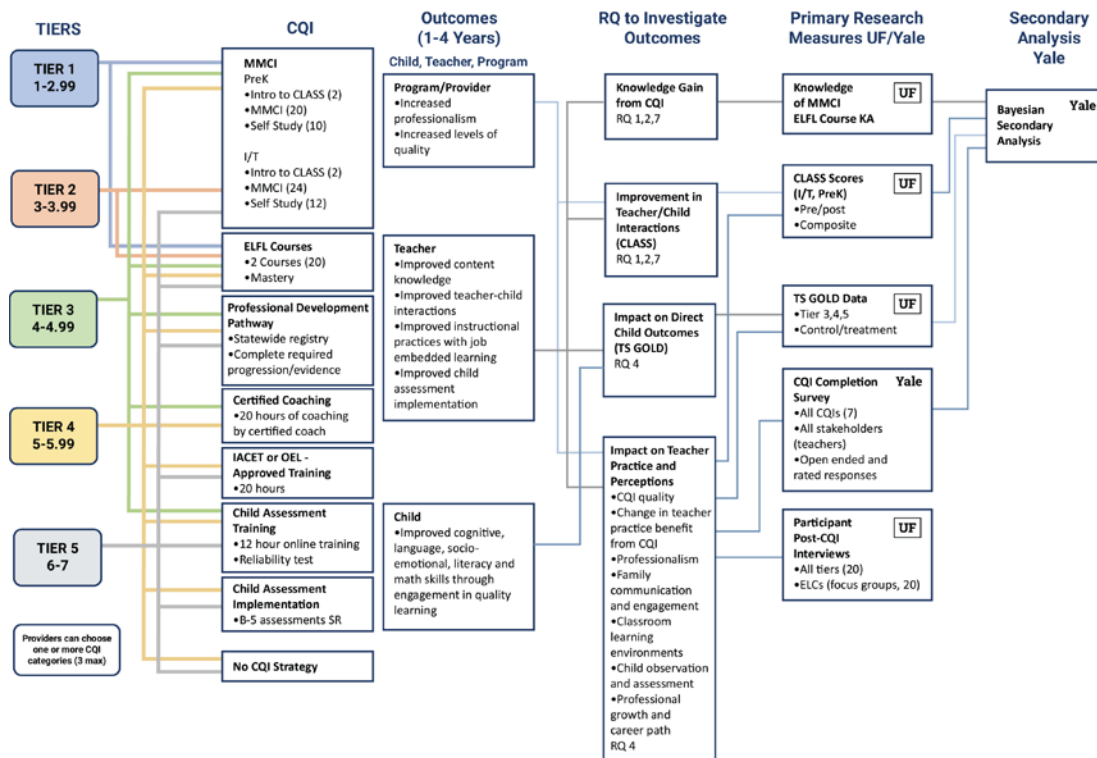 TIERS
TIER 1
1-2.99
TIER 2
3-3.99
TIER 3
4-4.99
TIER 4
5-5.99
TIER 5
6-7
Providers can choose
one or more CQI
categories (3 max)
CQI
MMCI
PreK
•Intro to CLASS (2)
•MMCI (20)
•Self Study (10)
I/T
•Intro to CLASS (2)
•MMCI (24)
•Self Study (12)
ELFL Courses
•2 Courses (20)
•Mastery
Professional Development
Pathway
•Statewide registry
•Complete required
progression/evidence
Certified Coaching
•20 hours of coaching
by certified coach
IACET or OEL -
Approved Training
•20 hours
Child Assessment
Training
•12 hour online training
•Reliability test
Child Assessment
Implementation
•B-5 assessments SR
No CQI Strategy
Outcomes
(1-4 Years)
Child, Teacher, Program
Program/Provider
•Increased
professionalism
•Increased levels of
quality
Teacher
•Improved content
knowledge
•Improved teacher-child
interactions
•Improved instructional
practices with job
embedded learning
•Improved child
assessment
implementation
Child
•Improved cognitive,
language, socio-
emotional, literacy and
math skills through
engagement in quality
learning
RQ to Investigate
Outcomes
Knowledge Gain
from CQI
RQ 1,2,7
Improvement in
Teacher/Child
Interactions
(CLASS)
RQ 1,2,7
Impact on Direct
Child Outcomes
(TS GOLD)
RQ 4
Impact on Teacher
Practice and
Perceptions
•CQI quality
•Change in teacher
practice benefit
from CQI
•Professionalism
•Family
communication and
engagement
•Classroom
learning
environments
•Child observation
and assessment
•Professional
growth and
career path
RQ 4
Primary Research
Measures UF/Yale
Knowledge
of MMCI
ELFL Course KA
UF
CLASS Scores
(I/T, PreK)
•Pre/post
•Composite
UF
TS GOLD Data
•Tier 3,4,5
•Control/treatment
UF
CQI Completion
Survey
•All CQIs (7)
•All stakeholders
(teachers)
•Open ended and
rated responses
Yale
Participant
Post-CQI
Interviews
•All tiers (20)
•ELCs (focus groups, 20)
UF
Secondary
Analysis
Yale
Bayesian
Secondary
Analysis
Yale